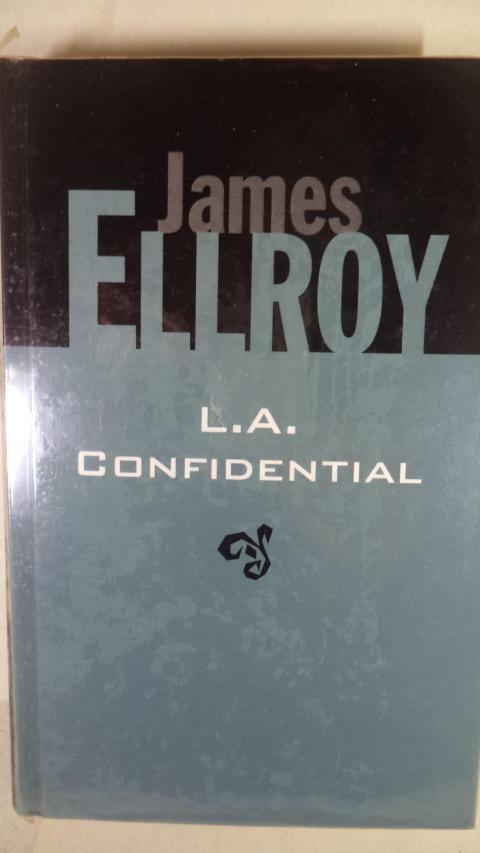 James
ELLROY
L.A.
CONFIDENTIAL